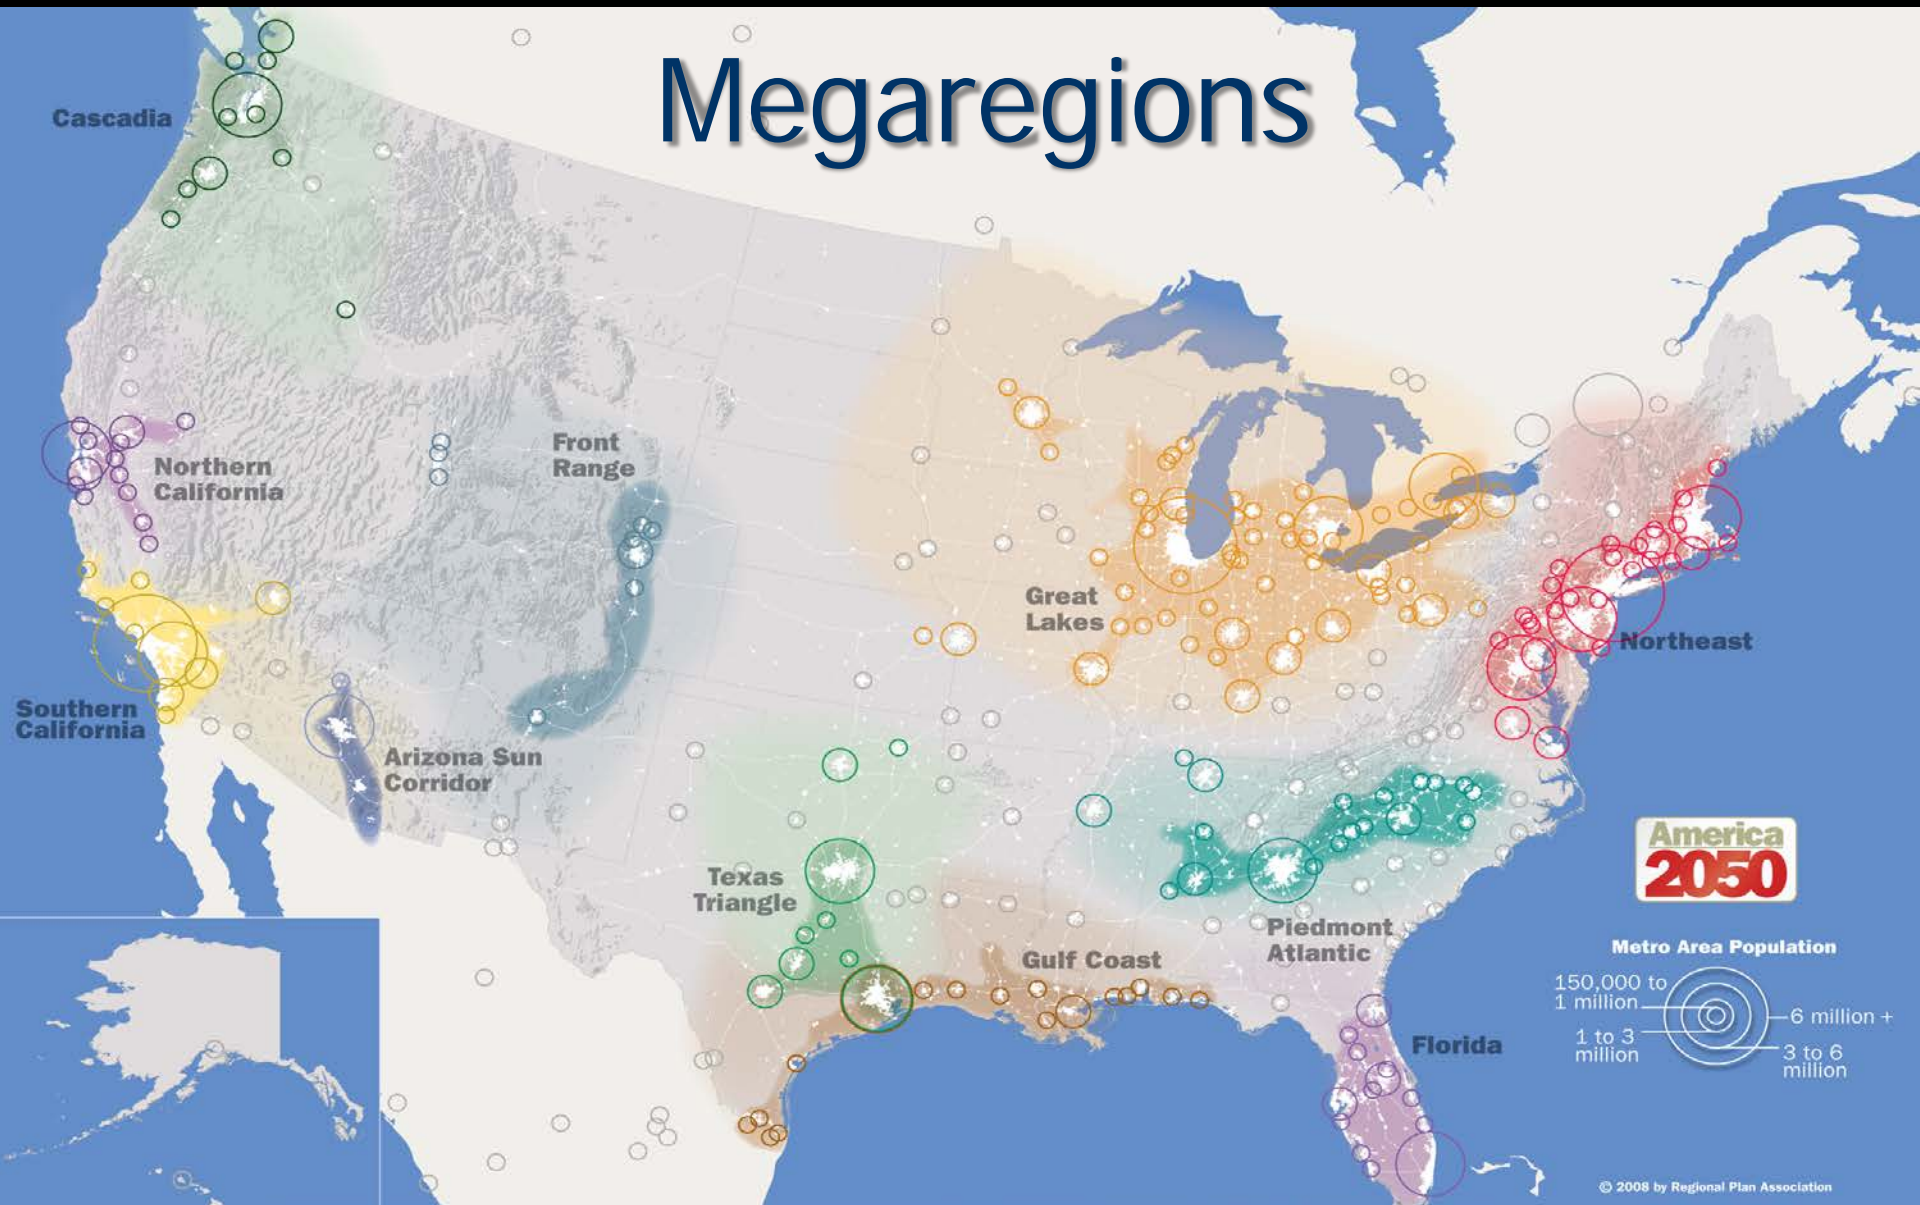 Megaregions
Cascadia
Northern
California
Front
Range
Great
Lakes
Northeast
Southern
California
Arizona Sun
Corridor
Texas
Triangle
Gulf Coast
Piedmont
Atlantic
Florida
America
2050
Metro Area Population
150,000 to
1 million
6 million +
1 to 3
million
3 to 6
million
© 2008 by Regional Plan Association